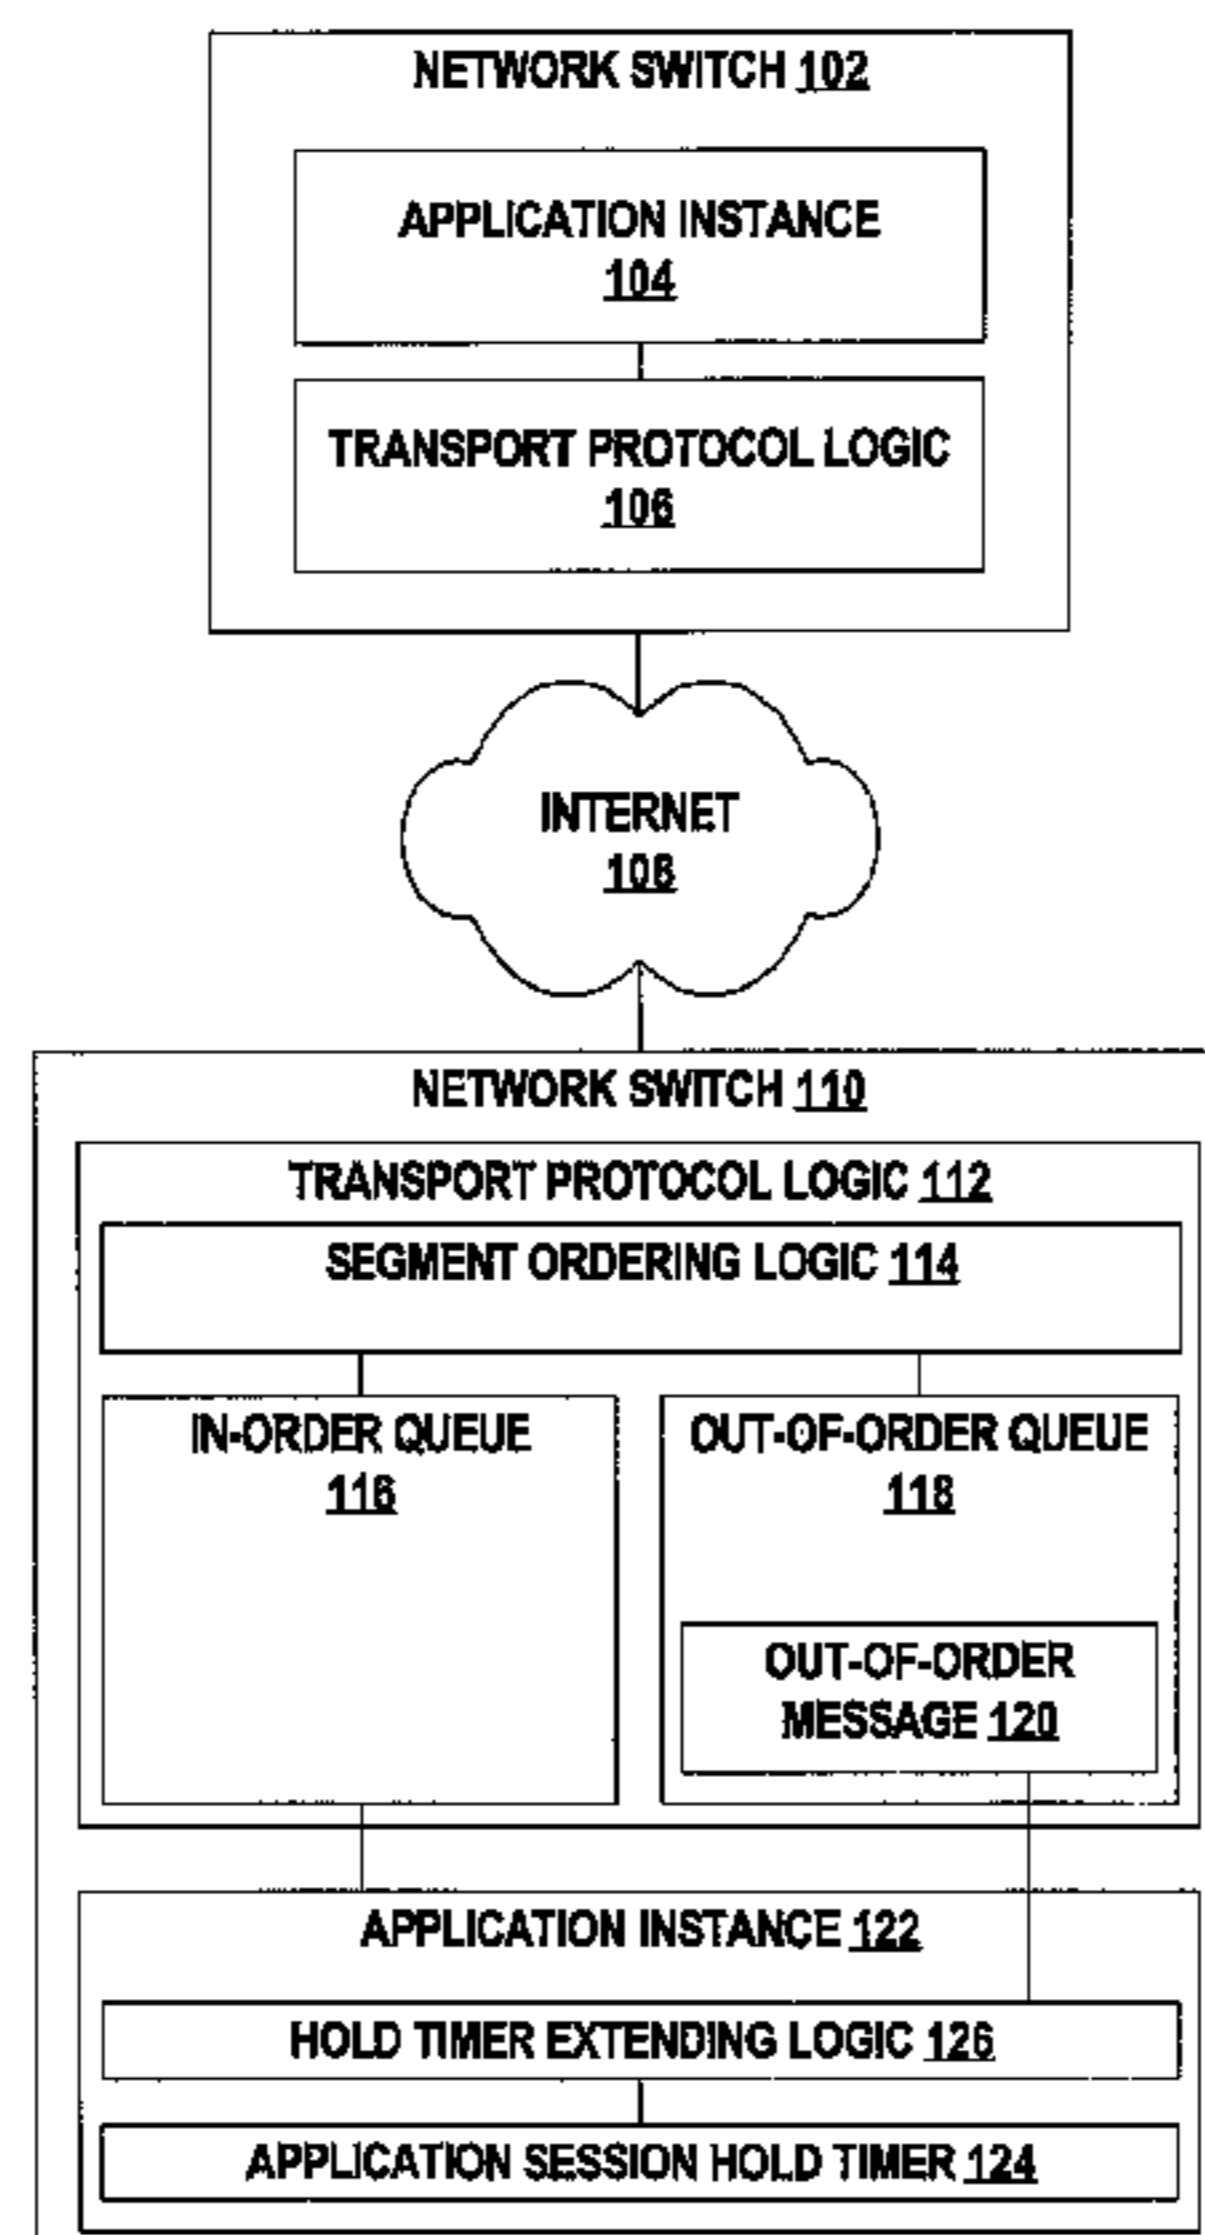 NETWORK SWITCH 102
APPLICATION INSTANCE
104
TRANSPORT PROTOCOL LOGIC
106
INTERNET
108
NETWORK SWITCH 110
TRANSPORT PROTOCOL LOGIC 112
SEGMENT ORDERING LOGIC 114
IN-ORDER QUEUE
116
OUT-OF-ORDER QUEUE
118
OUT-OF-ORDER
MESSAGE 120
APPLICATION INSTANCE 122
HOLD TIMER EXTENDING LOGIC 126
APPLICATION SESSION HOLD TIMER 124